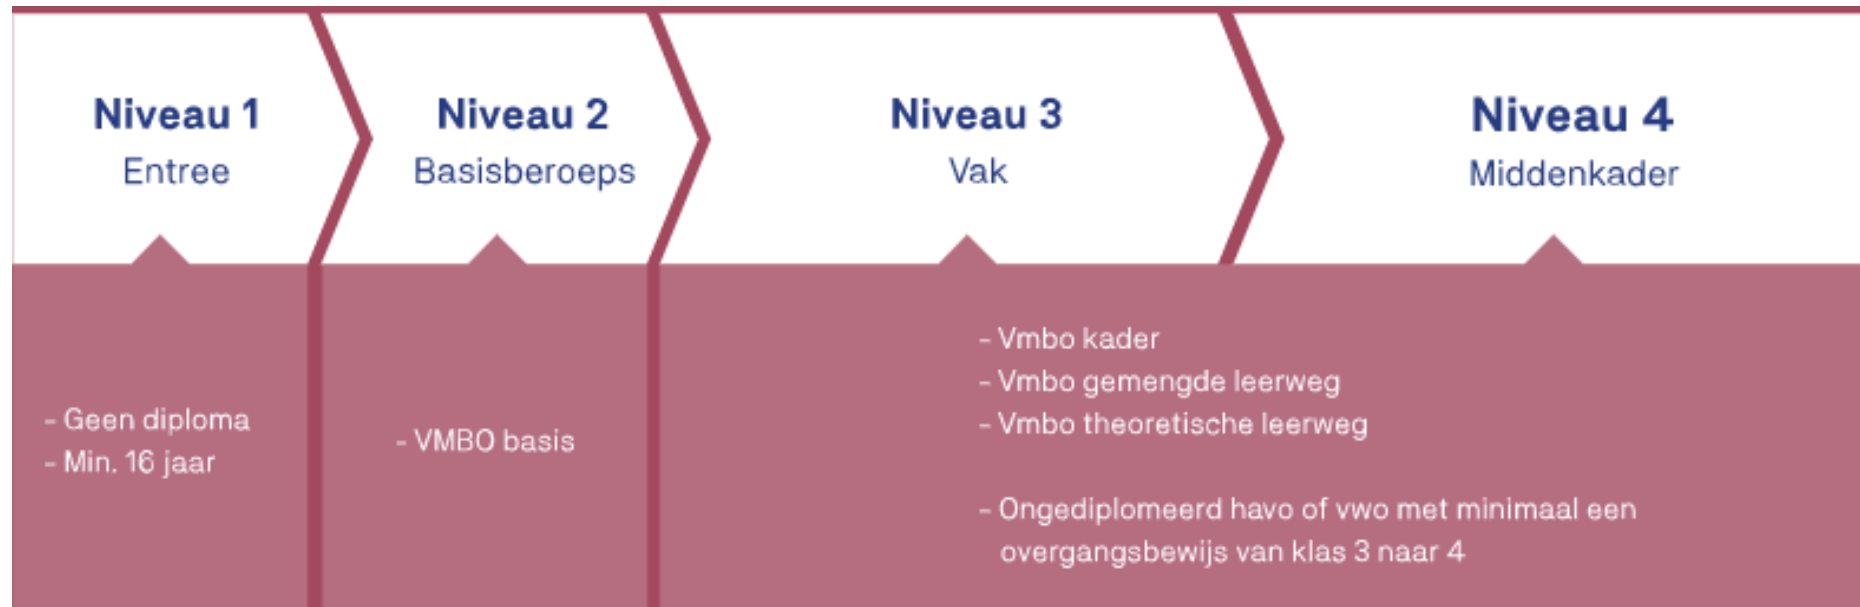 Niveau 1
Entree
Niveau 2
Basisberoeps
Niveau 3
Vak
Niveau 4
Middenkader
- Geen diploma
- Min. 16 jaar
- VMBO basis
- Vmbo kader
- Vmbo gemengde leerweg
- Vmbo theoretische leerweg
- Ongediplomeerd havo of vwo met minimaal een
overgangsbewijs van klas 3 naar 4